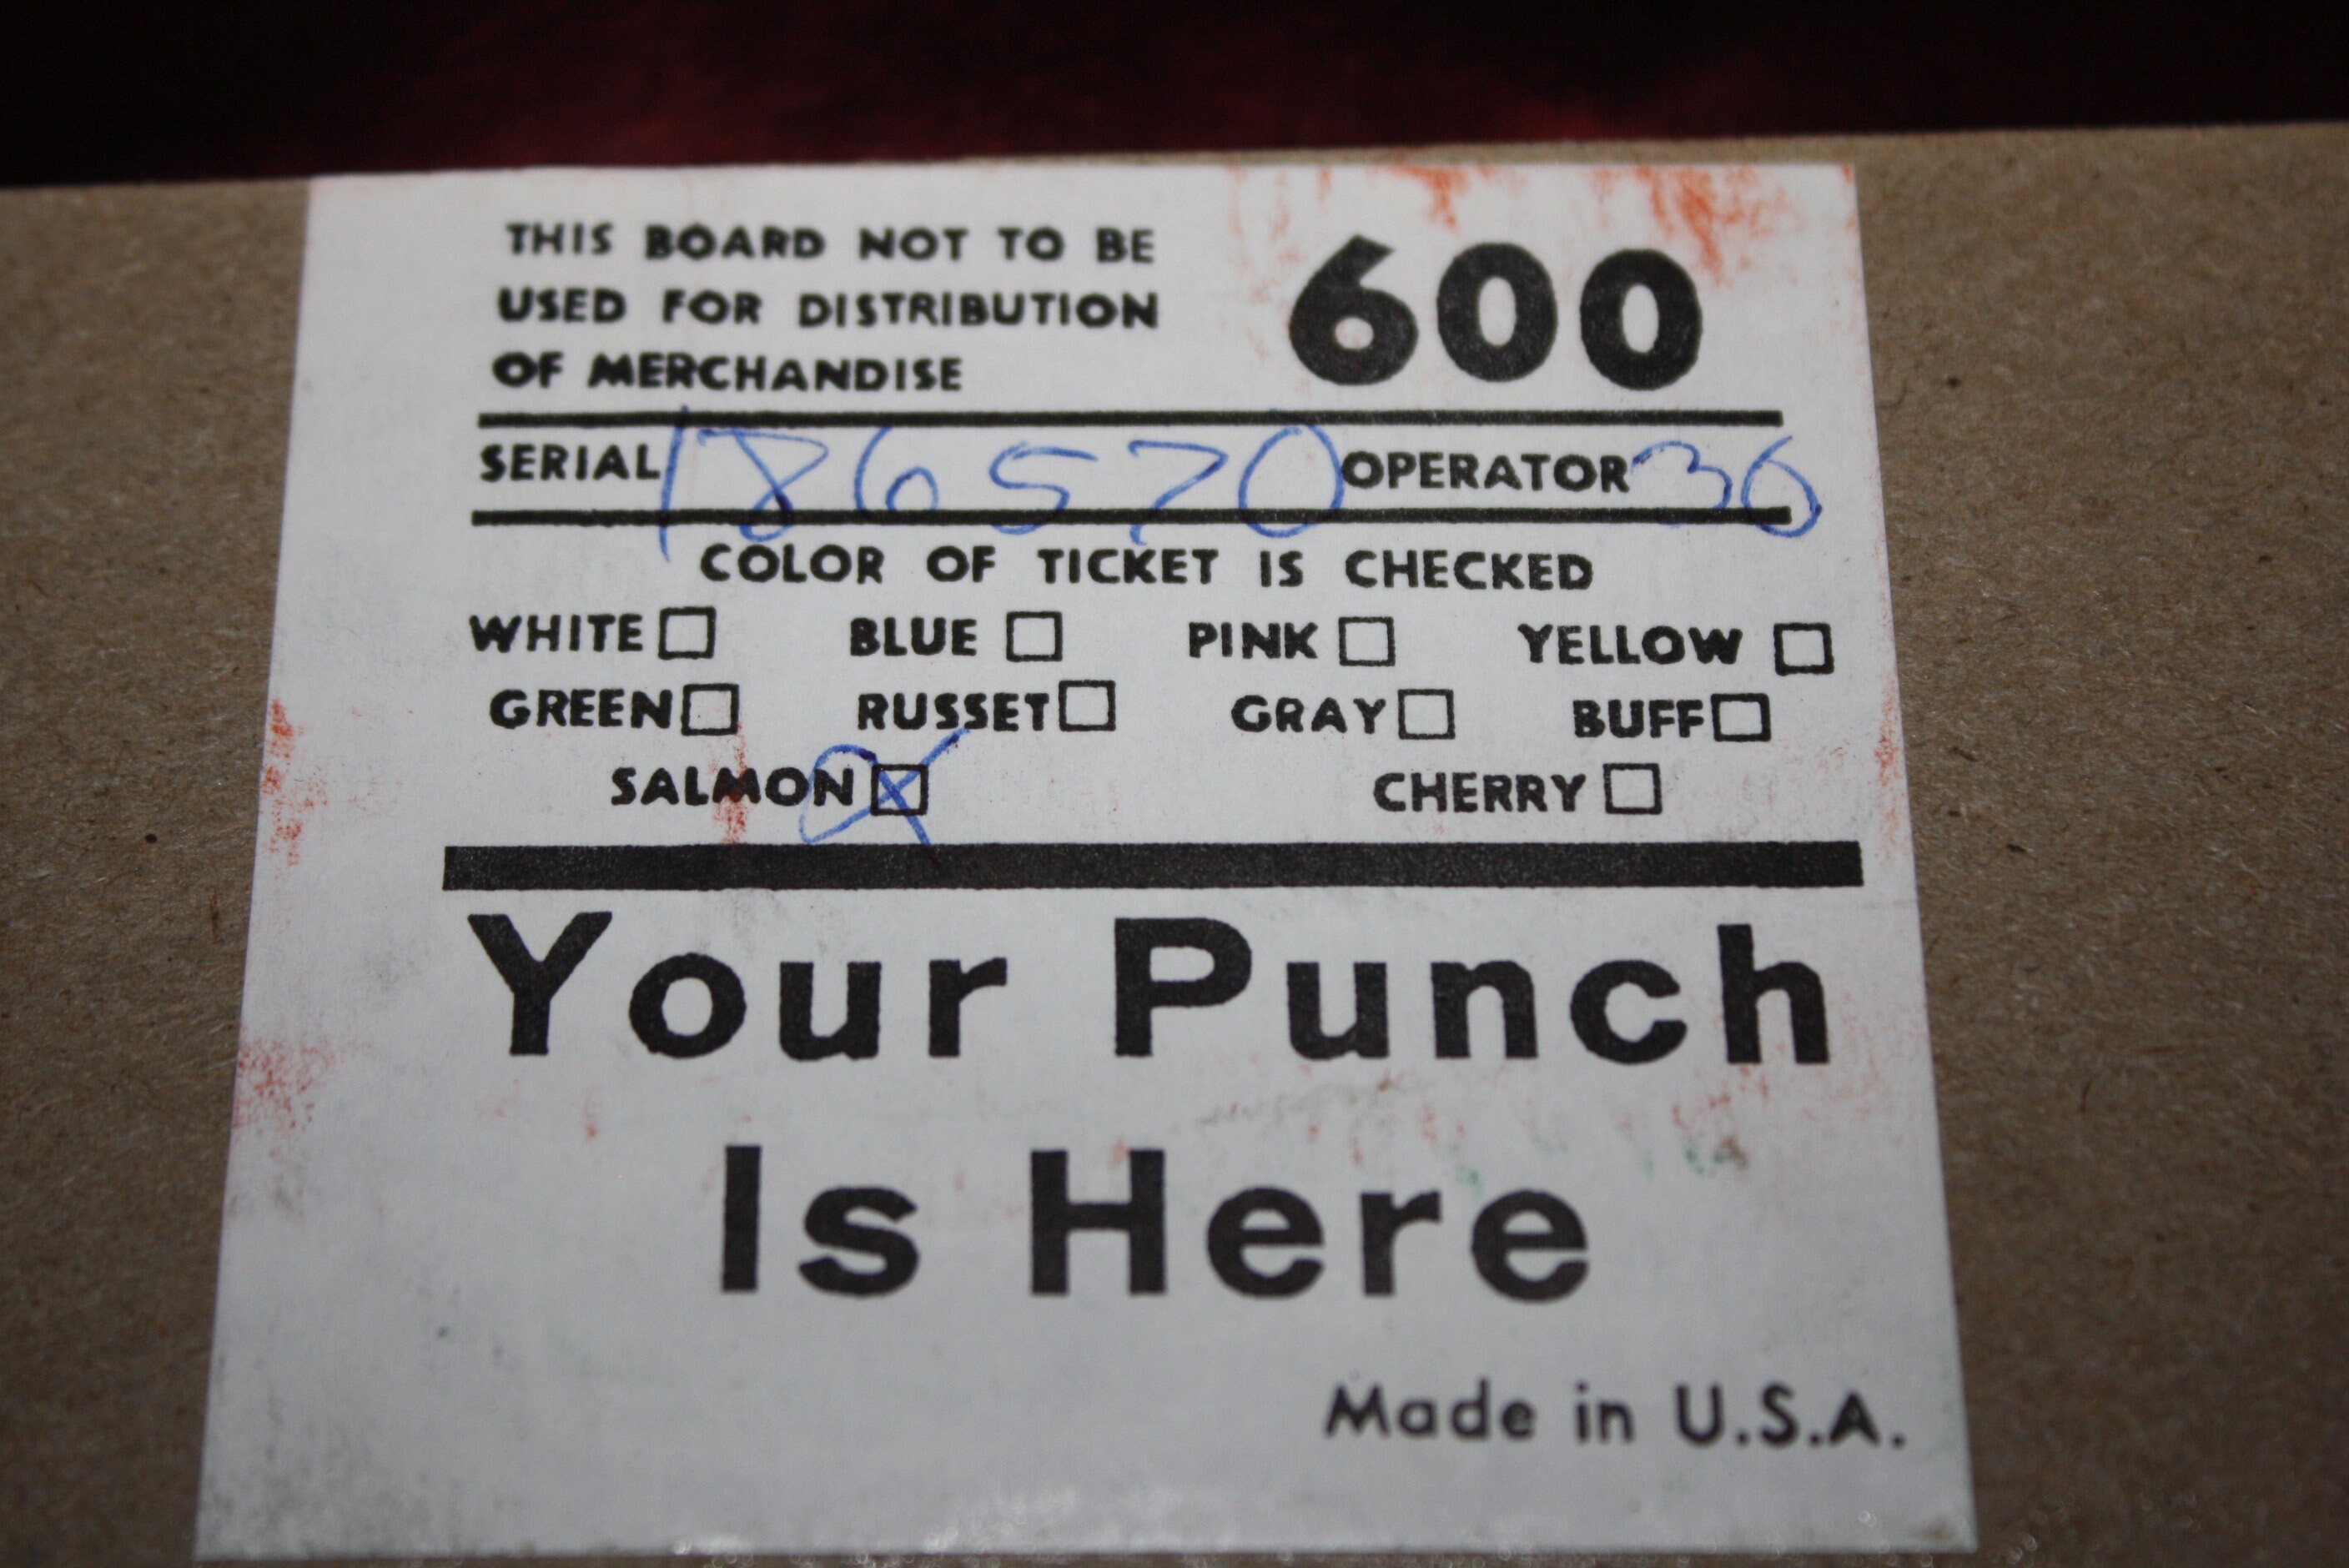 THIS BOARD NOT TO BE 600
USED FOR DISTRIBUTION
OF MERCHANDISE
SERIAL 186570 OPERATOR 36
COLOR OF TICKET IS CHECKED
WHITE BLUE PINK YELLOW
GREEN RUSSET GRAY BUFF
SALMON CHERRY
Your Punch
Is Here
Made in U.S.A.